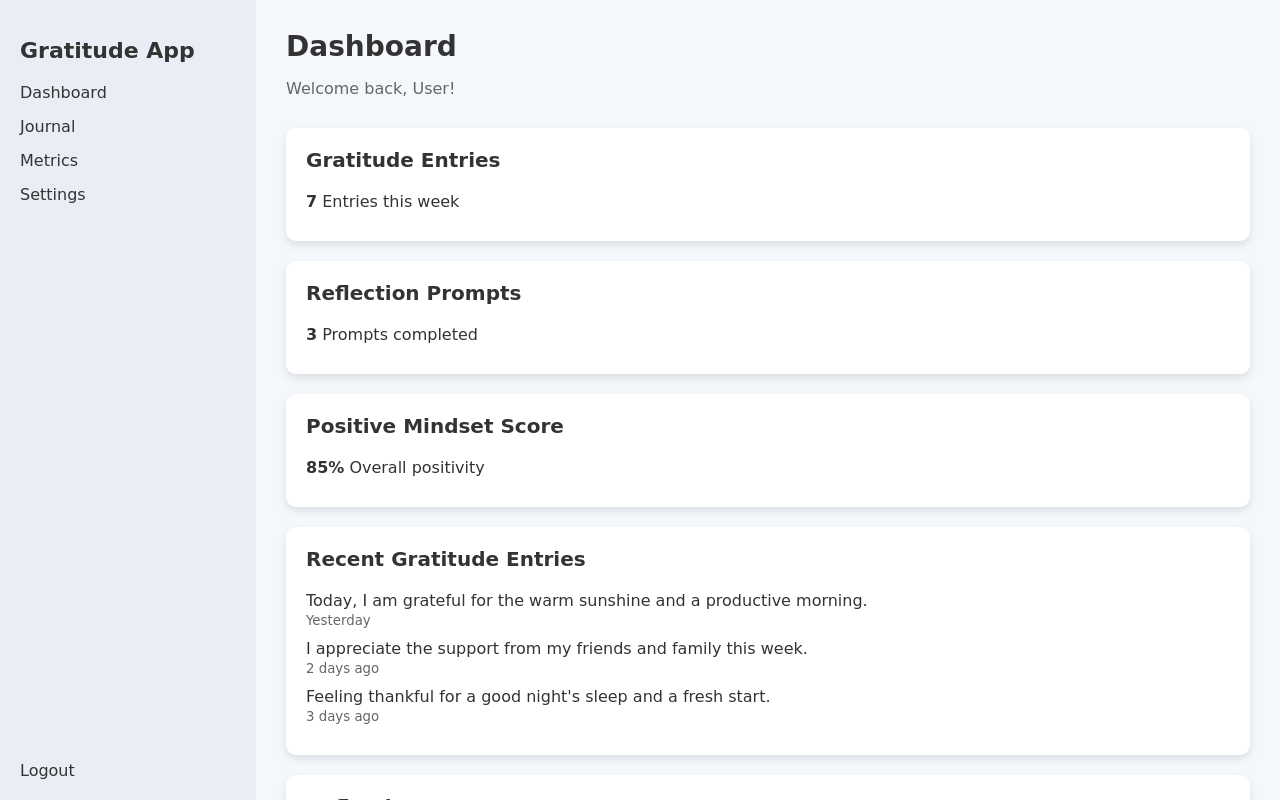 Gratitude App
Dashboard
Journal
Metrics
Settings
Logout
Dashboard
Welcome back, User!
Gratitude Entries
7 Entries this week
Reflection Prompts
3 Prompts completed
Positive Mindset Score
85% Overall positivity
Recent Gratitude Entries
Today, I am grateful for the warm sunshine and a productive morning.
Yesterday
I appreciate the support from my friends and family this week.
2 days ago
Feeling thankful for a good night's sleep and a fresh start.
3 days ago